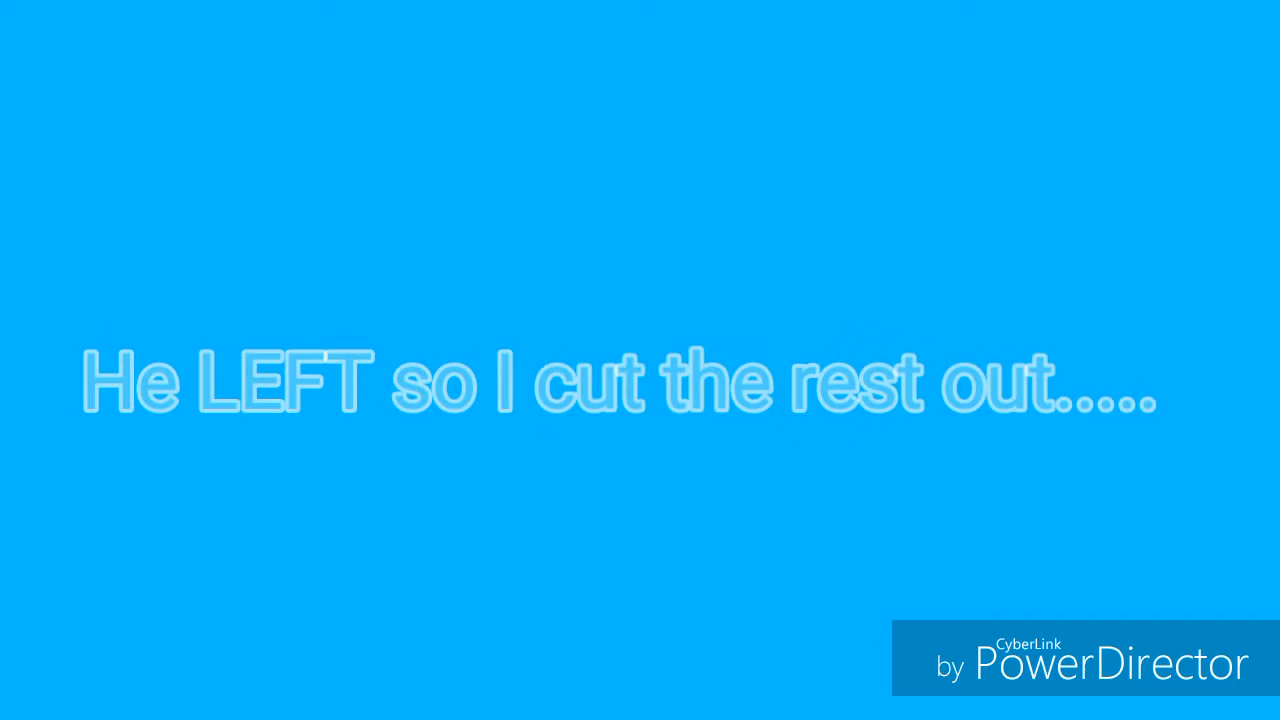 He LEFT so I cut the rest out.....
CyberLink
by PowerDirector